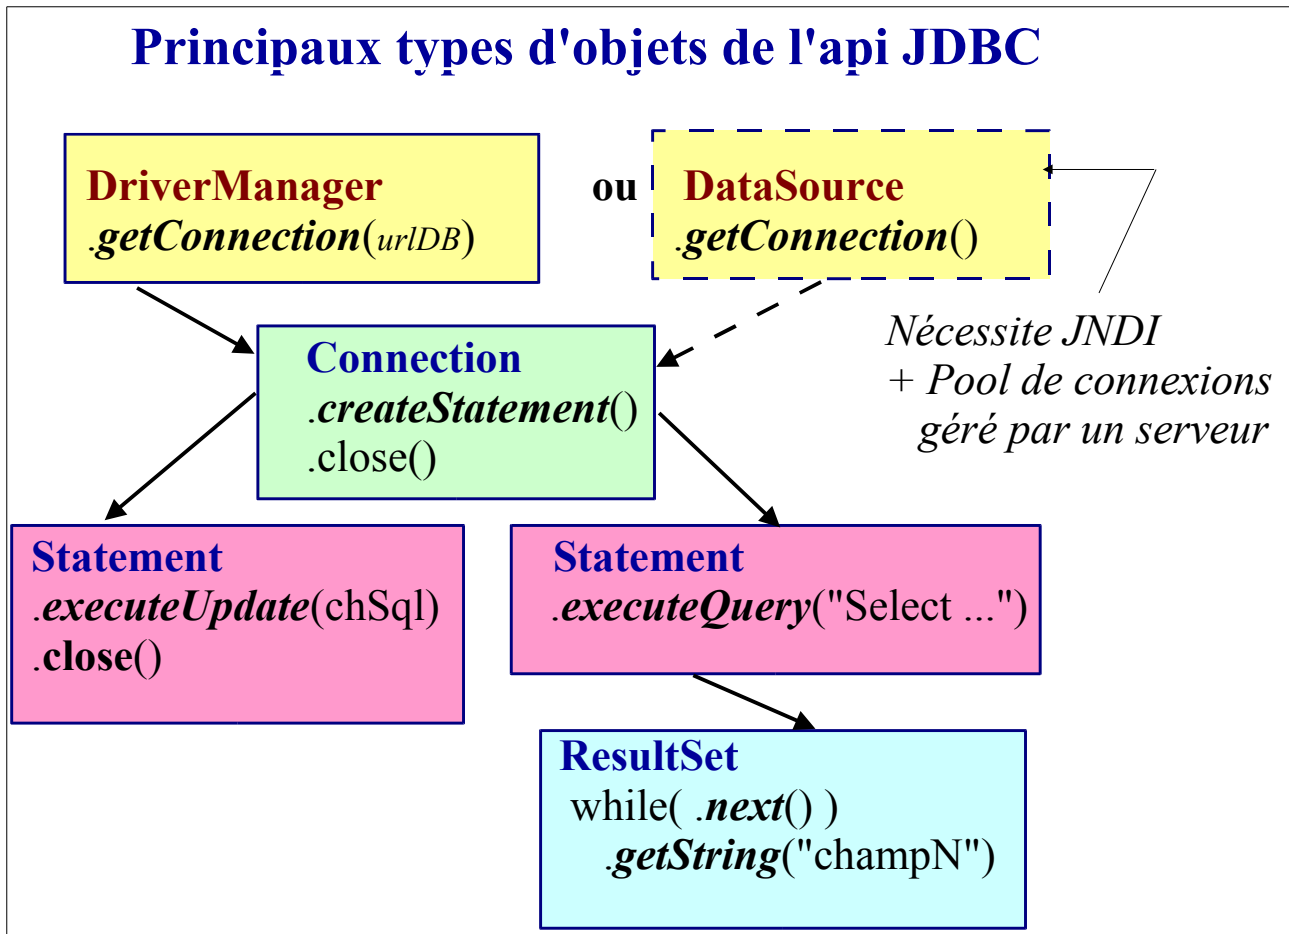 Principaux types d'objets de l'api JDBC
DriverManager
.getConnection(urlDB)
ou
DataSource
.getConnection()
Nécessite JNDI
+ Pool de connexions
géré par un serveur
Connection
.createStatement()
.close()
Statement
.executeUpdate(chSql)
.close()
Statement
.executeQuery("Select ...")
ResultSet
while( .next() )
.getString("champN")